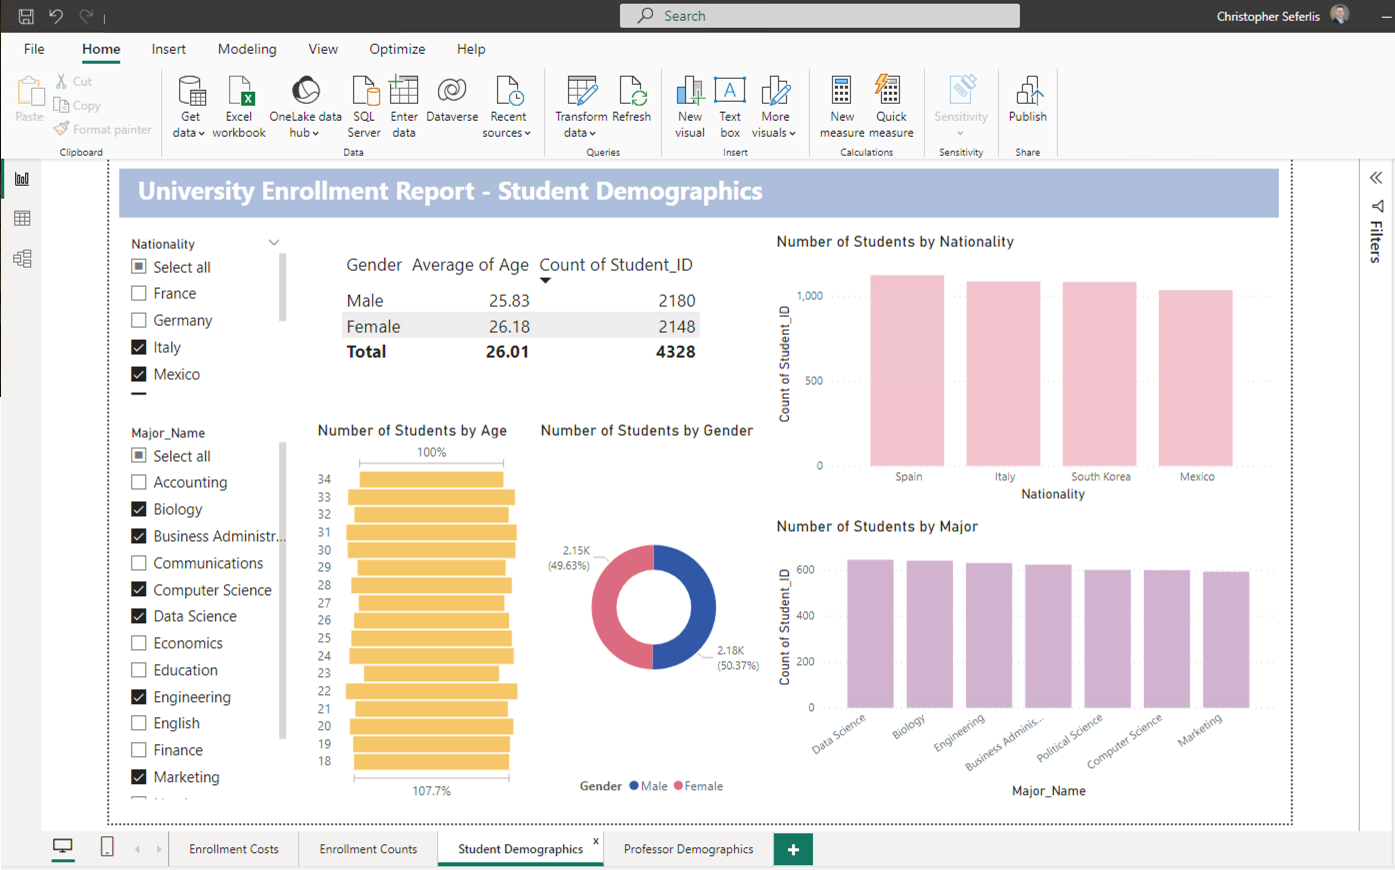 Search
Christopher Seferlis
File Home Insert Modeling View Optimize Help
Paste
Cut
Copy
Format painter
Clipboard
Get data
Excel workbook
OneLake data hub
SQL Server
Enter data
Dataverse
Recent sources
Data
Transform data
Refresh
Queries
New visual
Text box
More visuals
Insert
New measure
Quick measure
Calculations
Sensitivity
Sensitivity
Publish
Share
University Enrollment Report - Student Demographics
Filters
Nationality
Select all
France
Germany
Italy
Mexico
Gender Average of Age Count of Student_ID
Male 25.83 2180
Female 26.18 2148
Total 26.01 4328
Number of Students by Nationality
Count of Student_ID
1,000
500
0
Spain Italy South Korea Mexico
Nationality
Major_Name
Select all
Accounting
Biology
Business Administr...
Communications
Computer Science
Data Science
Economics
Education
Engineering
English
Finance
Marketing
Number of Students by Age
100%
34
33
32
31
30
29
28
27
26
25
24
23
22
21
20
19
18
107.7%
Number of Students by Gender
2.15K
(49.63%)
2.18K
(50.37%)
Gender Male Female
Number of Students by Major
Count of Student_ID
600
400
200
0
Data Science Biology Engineering Business Adminis... Political Science Computer Science Marketing
Major_Name
Enrollment Costs Enrollment Counts Student Demographics x Professor Demographics +